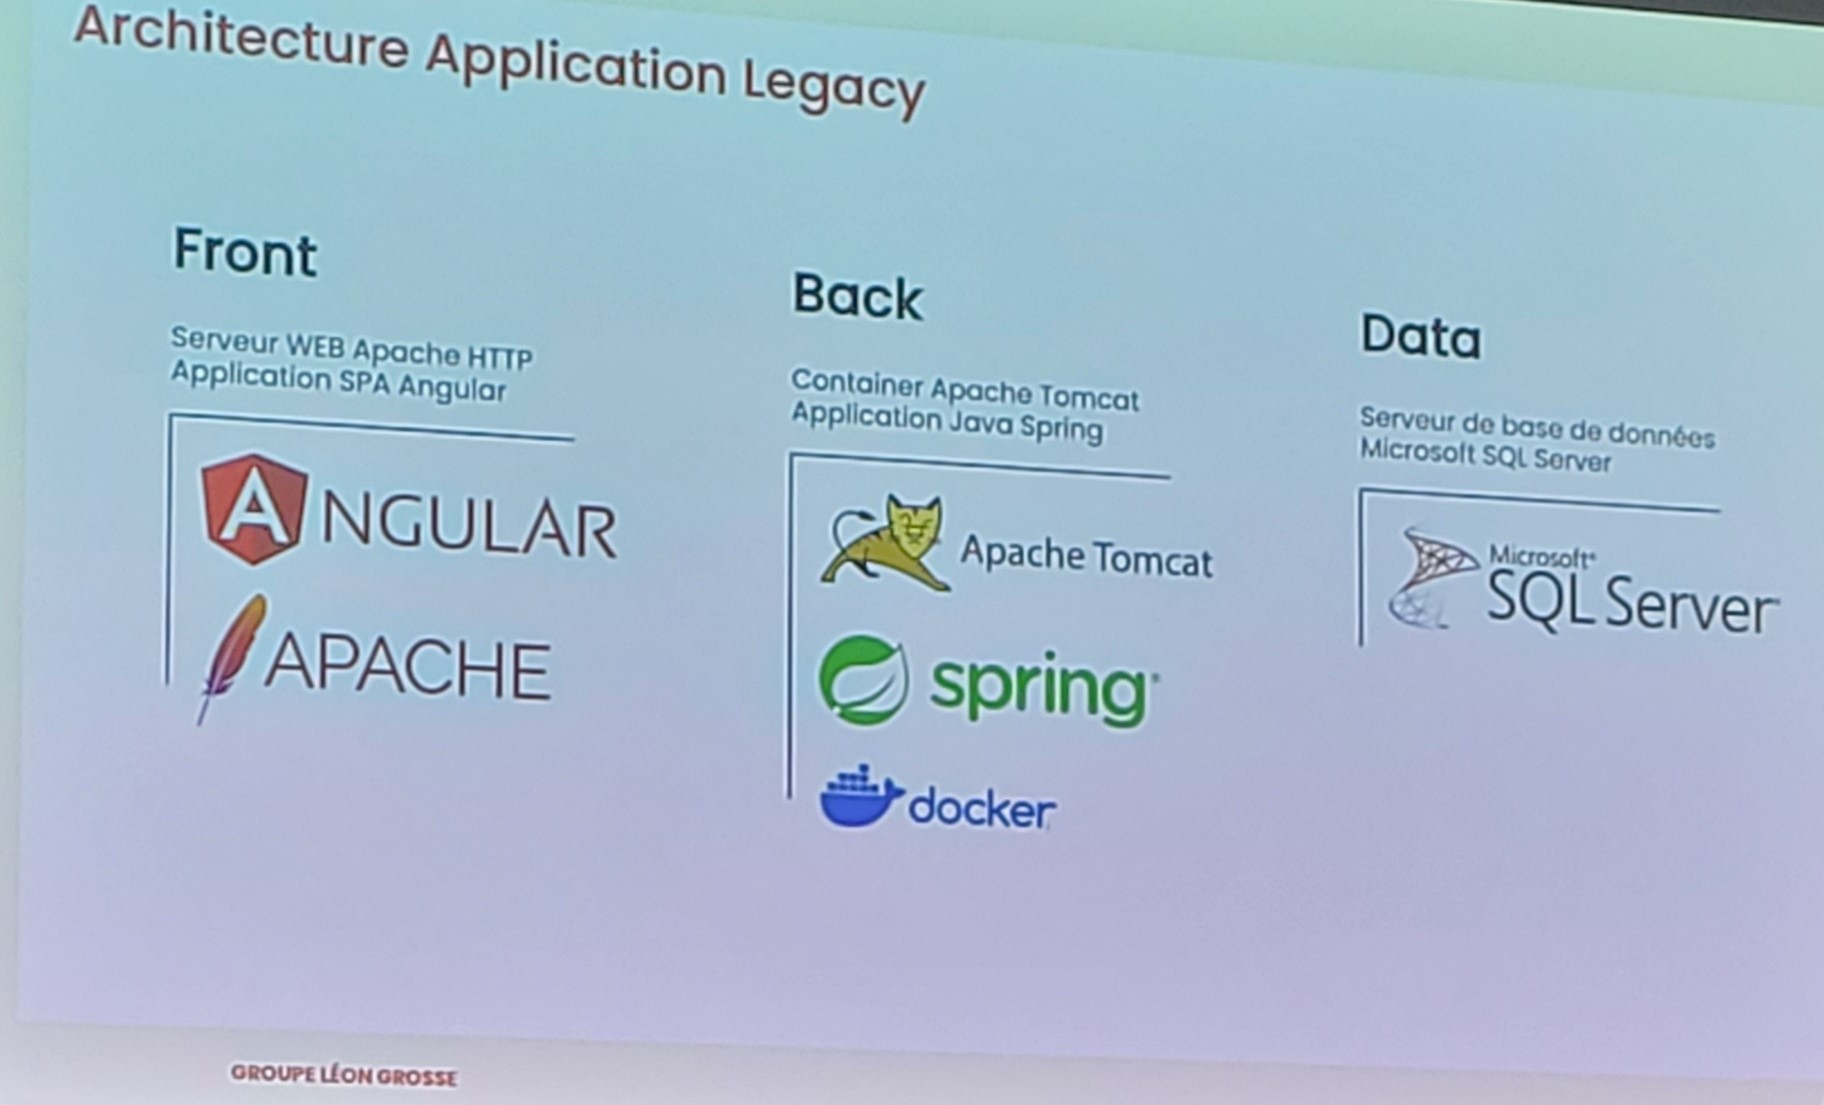 Architecture Application Legacy
Front
Serveur WEB Apache HTTP
Application SPA Angular
ANGULAR
APACHE
Back
Container Apache Tomcat
Application Java Spring
Apache Tomcat
spring
docker
Data
Serveur de base de données
Microsoft SQL Server
Microsoft
SQL Server
GROUPE LÉON GROSSE